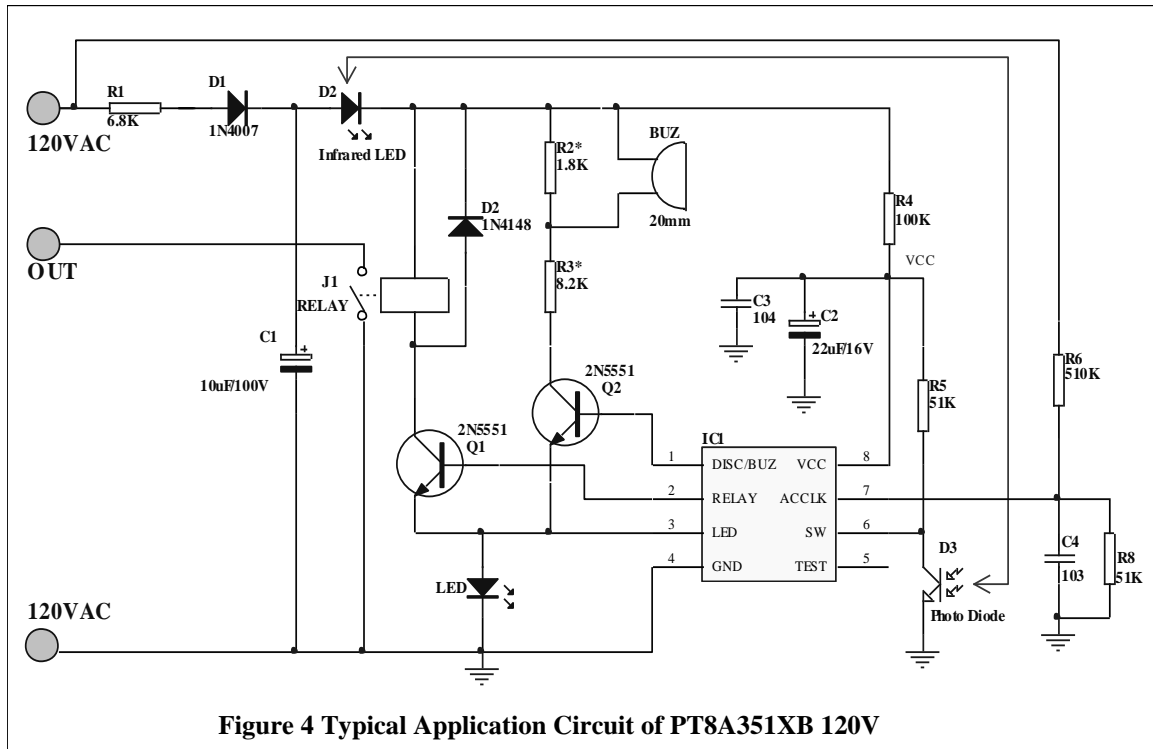 R1
6.8K
D1
1N4007
D2
Infrared LED
120VAC
R2*
1.8K
BUZ
20mm
D2
1N4148
R4
100K
OUT
J1
RELAY
R3*
8.2K
VCC
C3
104
C2
+
22uF/16V
C1
+
10uF/100V
R6
510K
R5
51K
2N5551
Q2
2N5551
Q1
IC1
1
DISC/BUZ
VCC
8
2
RELAY
ACCLK
7
3
LED
SW
6
4
GND
TEST
5
D3
Photo Diode
C4
103
R8
51K
LED
120VAC
Figure 4 Typical Application Circuit of PT8A351XB 120V